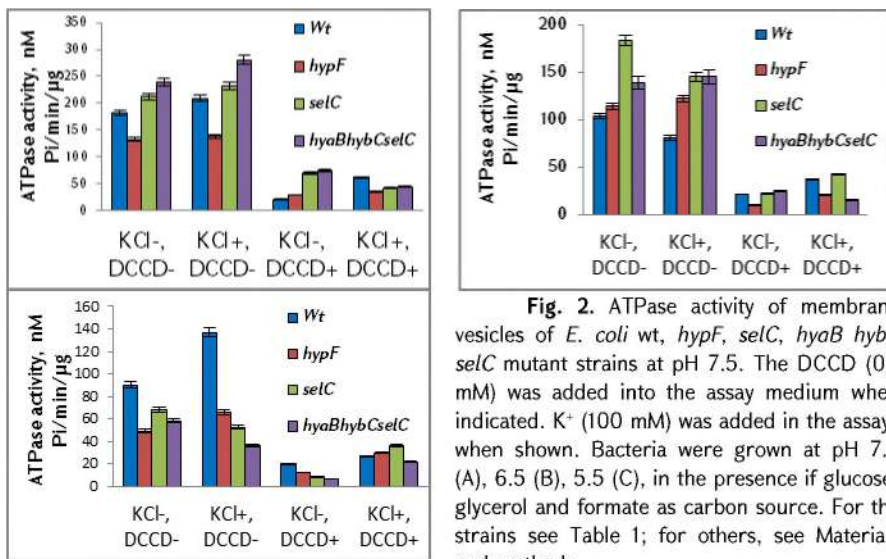 ATPase activity, nM
Pi/min/µg
350
300
250
200
150
100
50
0
Wt
hypF
selC
hyaBhybCselC
KCl-, KCl+, KCl-, KCl+,
DCCD- DCCD- DCCD+ DCCD+
ATPase activity, nM
Pi/min/µg
200
150
100
50
0
Wt
hypF
selC
hyaBhybCselC
KCl-, KCl+, KCl-, KCl+,
DCCD- DCCD- DCCD+ DCCD+
ATPase activity, nM
Pi/min/µg
160
140
120
100
80
60
40
20
0
Wt
hypF
selC
hyaBhybCselC
KCl-, KCl+, KCl-, KCl+,
DCCD- DCCD- DCCD+ DCCD+
Fig. 2. ATPase activity of membran
vesicles of E. coli wt, hypF, selC, hyaB hyb
selC mutant strains at pH 7.5. The DCCD (0
mM) was added into the assay medium whe
indicated. K⁺ (100 mM) was added in the assay
when shown. Bacteria were grown at pH 7.
(A), 6.5 (B), 5.5 (C), in the presence if glucose
glycerol and formate as carbon source. For th
strains see Table 1; for others, see Material